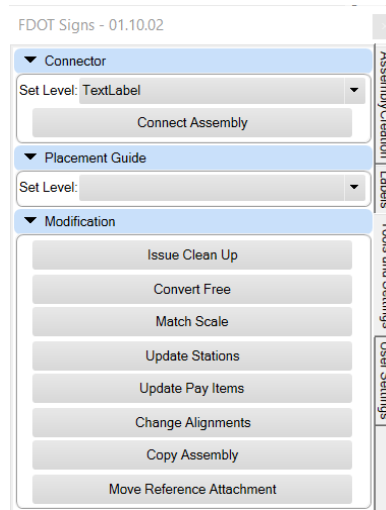 FDOT Signs - 01.10.02
Connector
Set Level: TextLabel
Connect Assembly
Placement Guide
Set Level:
Modification
Issue Clean Up
Convert Free
Match Scale
Update Stations
Update Pay Items
Change Alignments
Copy Assembly
Move Reference Attachment
Assembly Creation
Labels
Tools and Settings
User Settings